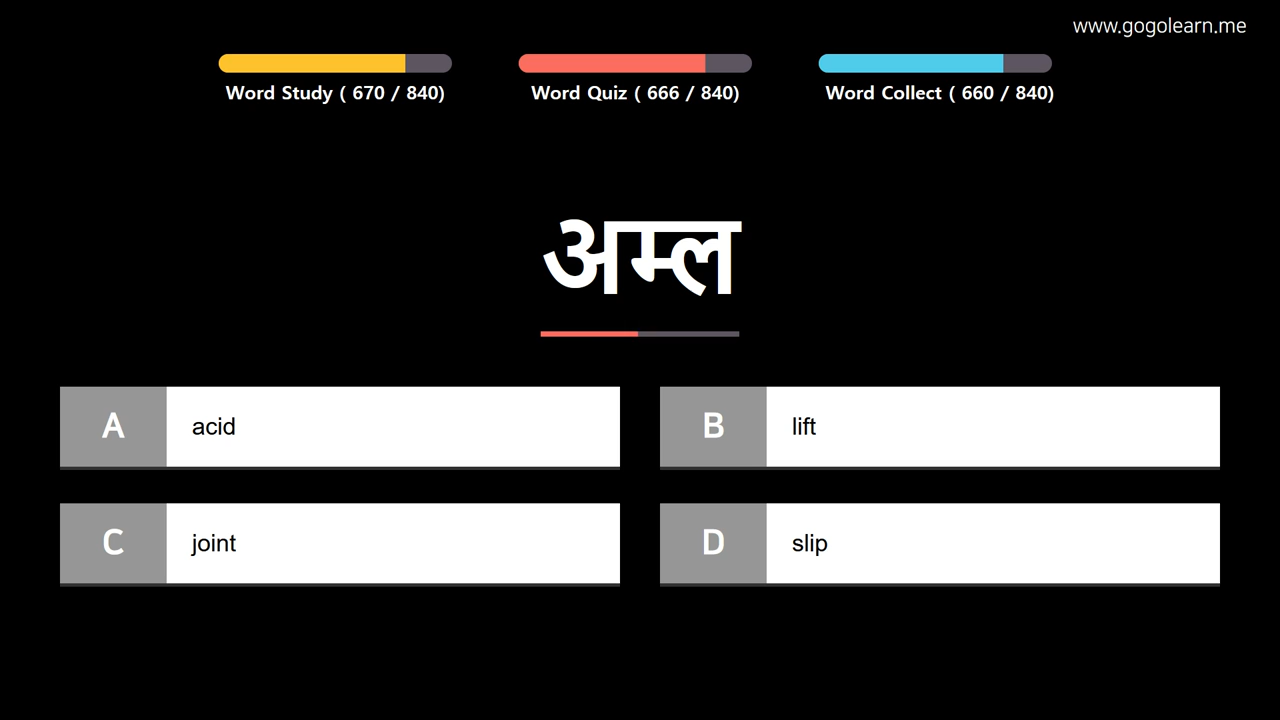 www.gogolearn.me
Word Study ( 670 / 840)
Word Quiz ( 666 / 840)
Word Collect ( 660 / 840)
अम्ल
A acid
B lift
C joint
D slip